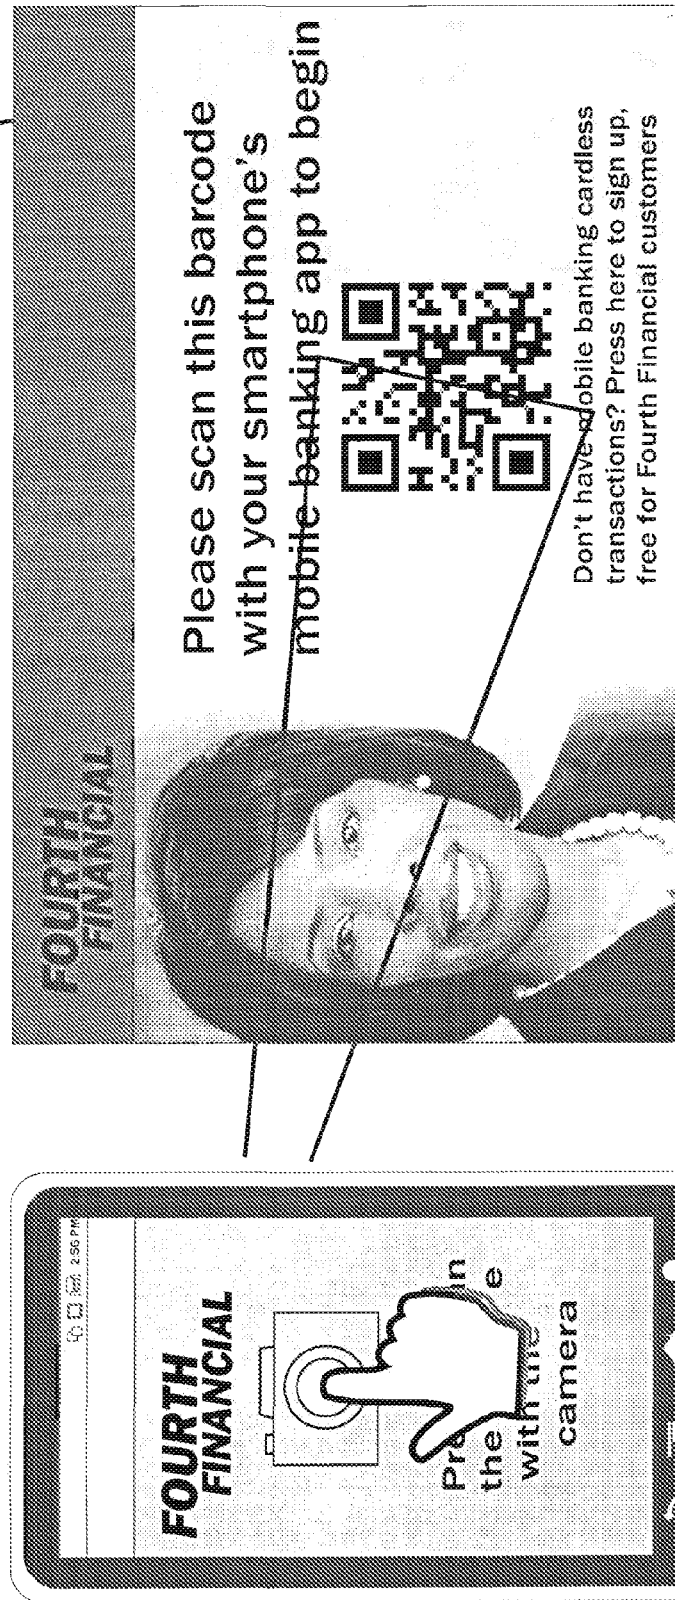 FOURTH
FINANCIAL
Please scan this barcode
with your smartphone's
mobile banking app to begin
Don't have mobile banking cardless
transactions? Press here to sign up,
free for Fourth Financial customers
2:56 PM
FOURTH
FINANCIAL
the
with the
camera